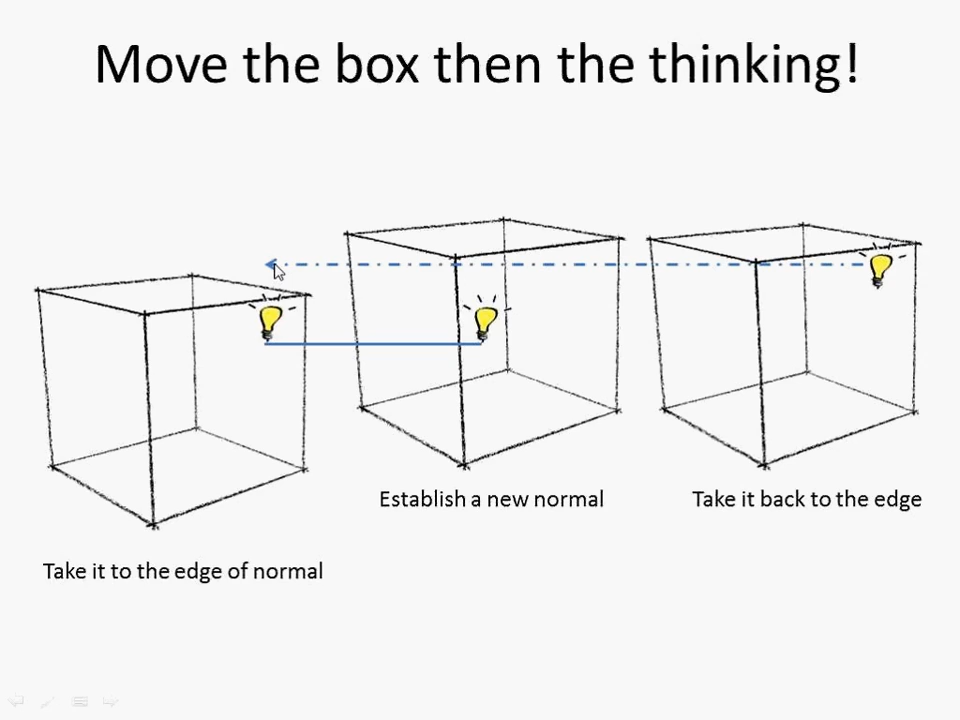 Move the box then the thinking!
Establish a new normal
Take it back to the edge
Take it to the edge of normal